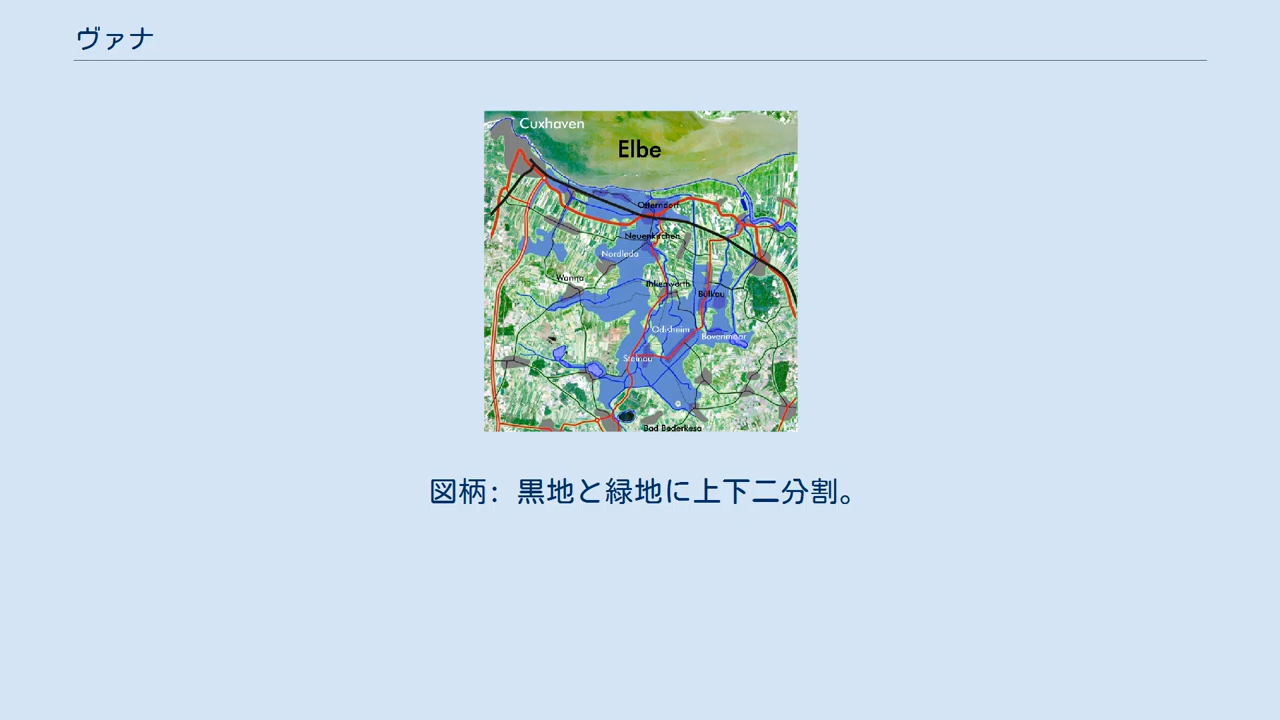 ヴァナ
Cuxhaven
Elbe
Otterndorf
Neuenkirchen
Nordleda
Wanna
Ihlienworth
Bülkau
Odisheim
Bovenmoor
Steinau
Bad Bederkesa
図柄：黒地と緑地に上下二分割。